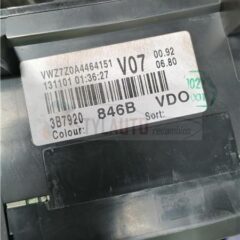 VWZ7Z0A4464151 V07 00.92
131101 01:36:27 06.80
3B7920 846B VDO
Colour: Sort: